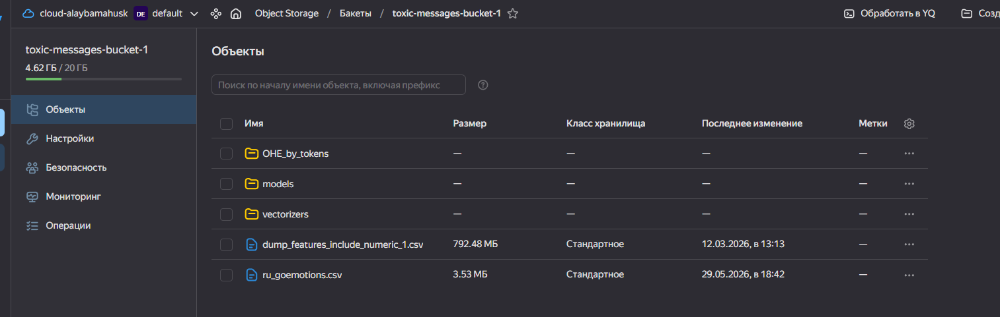 cloud-alaybamahusk DE default Object Storage / Бакеты / toxic-messages-bucket-1 Обработать в YQ Созд
toxic-messages-bucket-1
4.62 ГБ / 20 ГБ
Объекты
Настройки
Безопасность
Мониторинг
Операции
Объекты
Поиск по началу имени объекта, включая префикс
Имя Размер Класс хранилища Последнее изменение Метки
OHE_by_tokens — — — —
models — — — —
vectorizers — — — —
dump_features_include_numeric_1.csv 792.48 МБ Стандартное 12.03.2026, в 13:13 —
ru_goemotions.csv 3.53 МБ Стандартное 29.05.2026, в 18:42 —